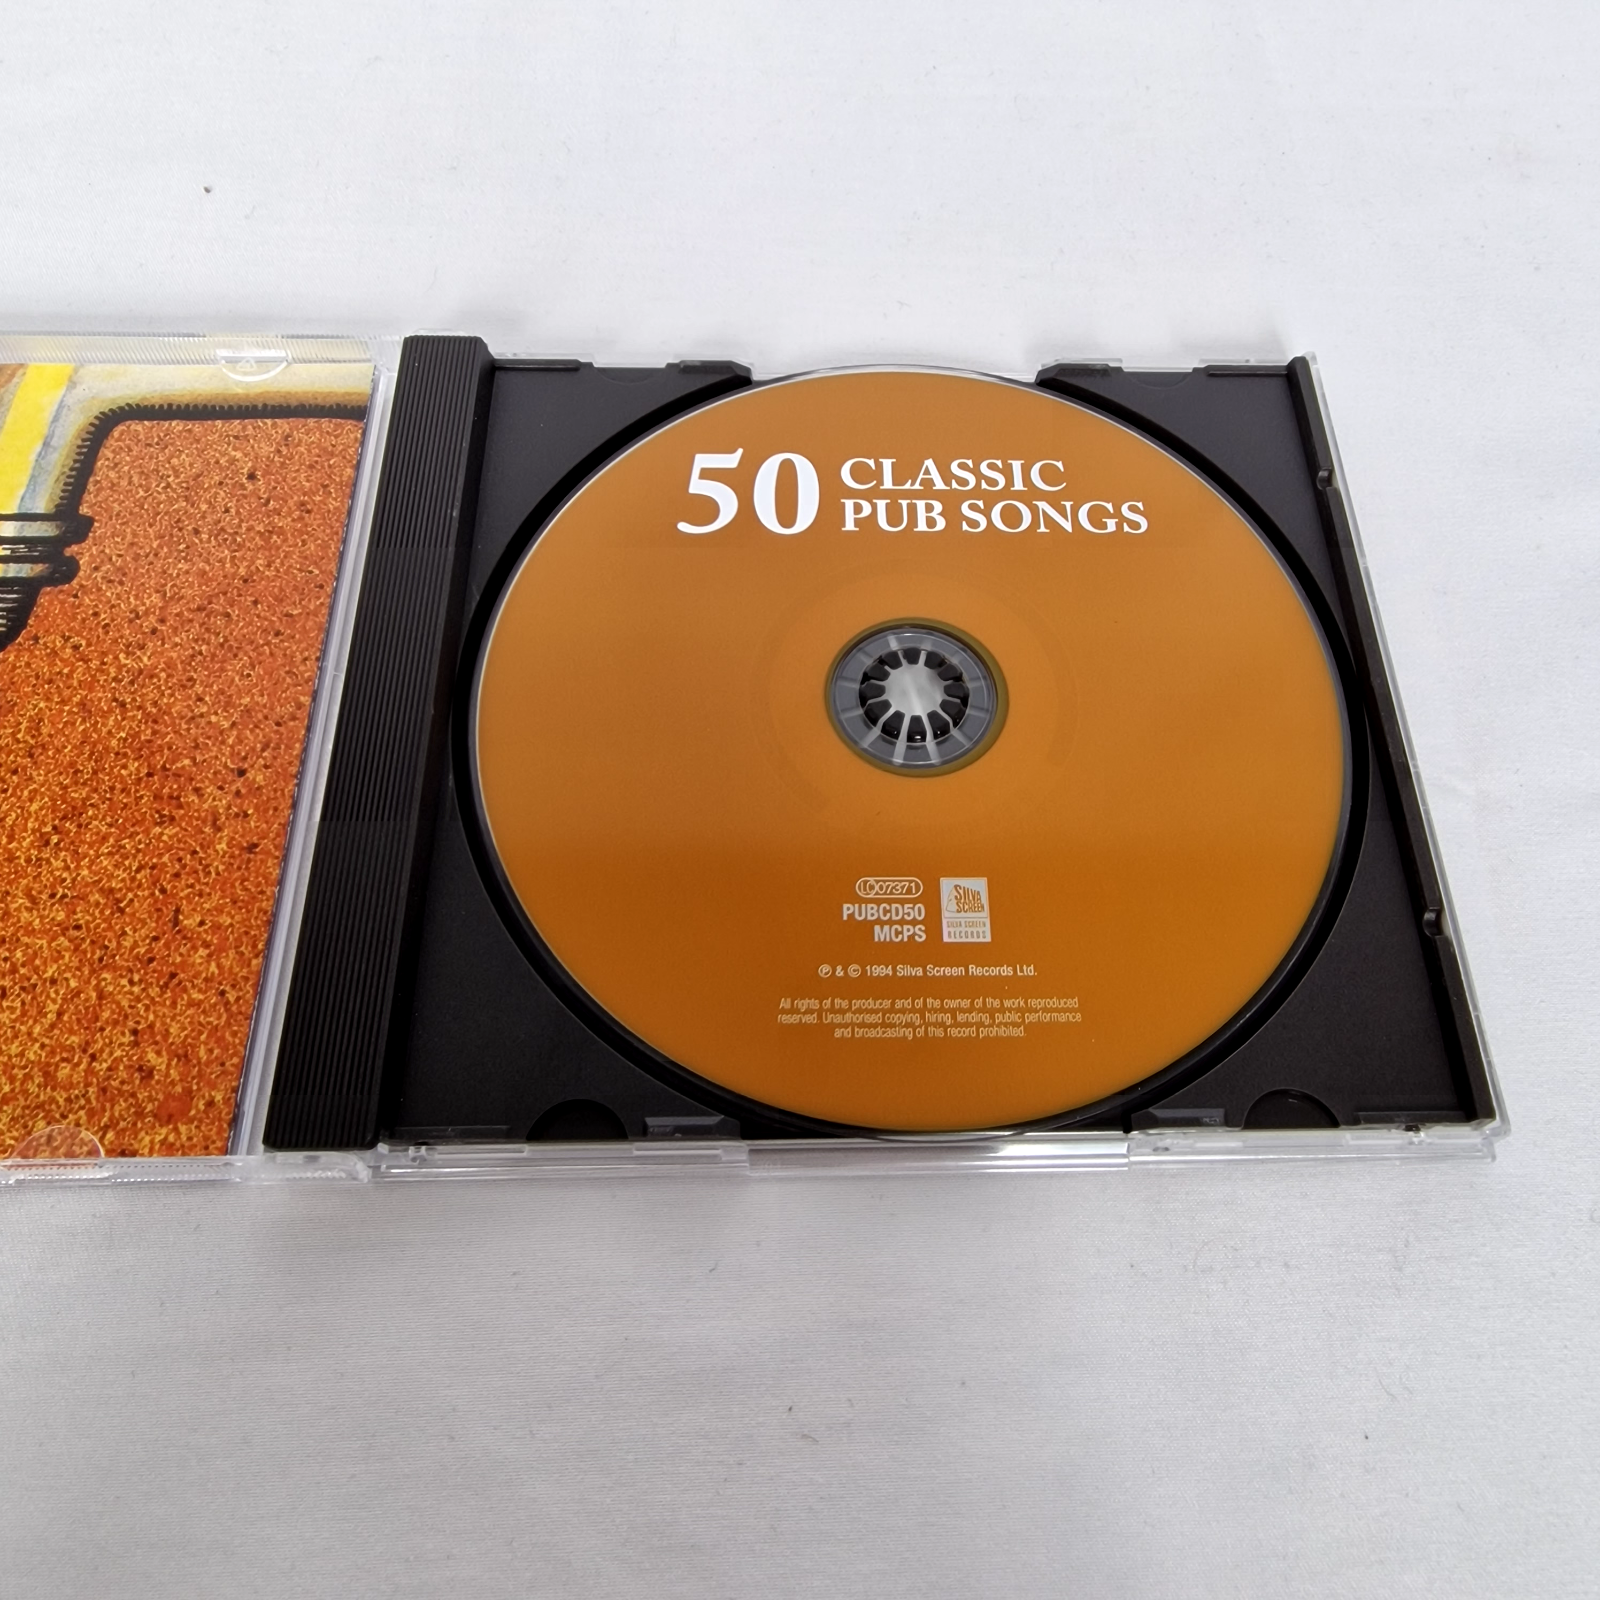 50 CLASSIC
PUB SONGS
LC07371
PUBCD50
MCPS
SILVA
SCREEN
SILVA SCREEN
RECORDS
℗ & © 1994 Silva Screen Records Ltd.
All rights of the producer and of the owner of the work reproduced
reserved. Unauthorised copying, hiring, lending, public performance
and broadcasting of this record prohibited.